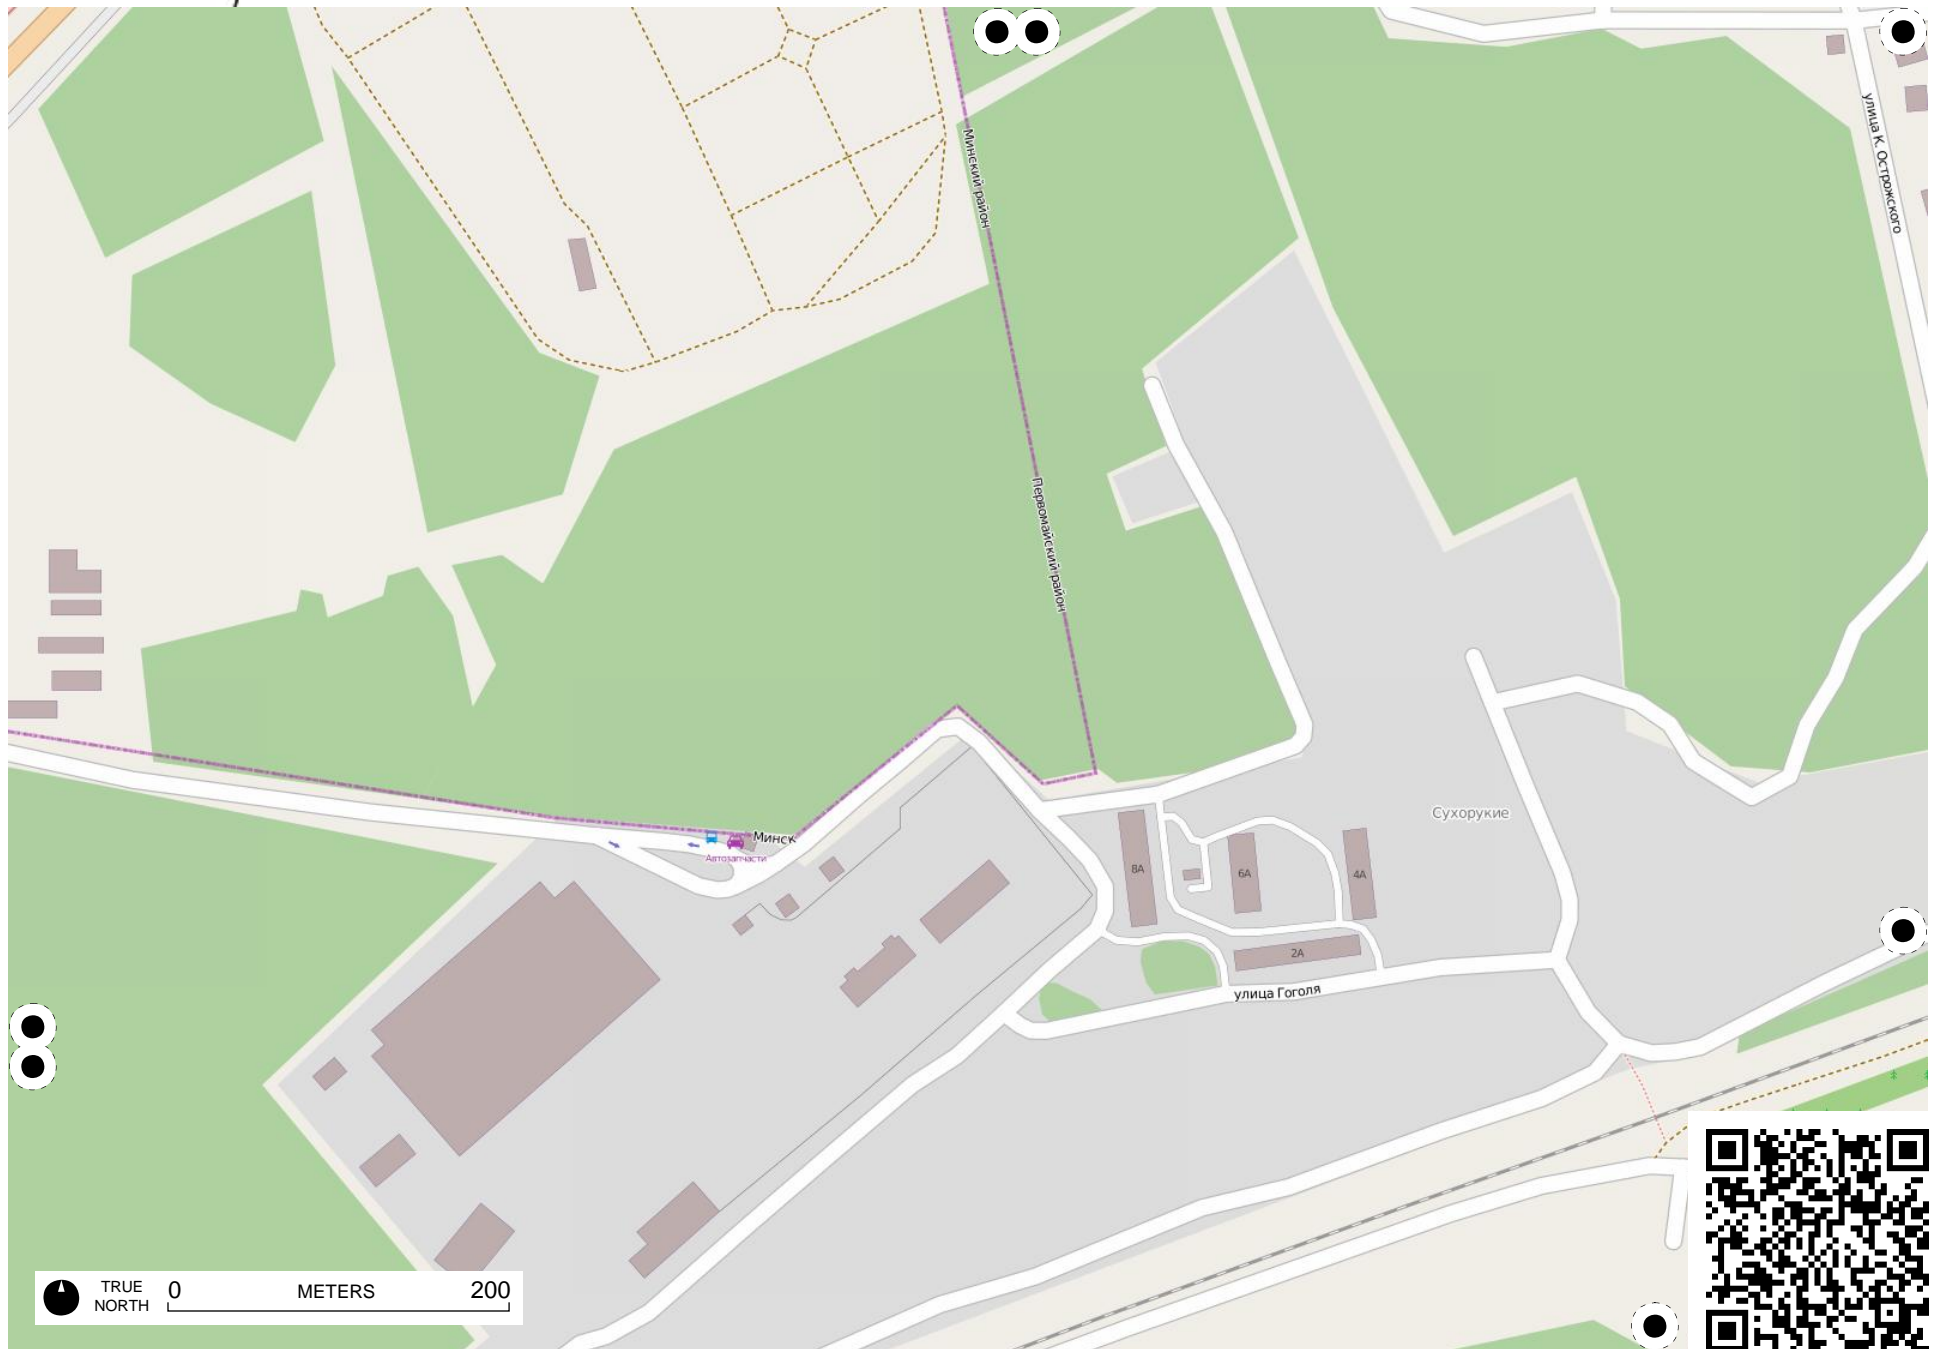 улица К. Острожского
Минский район
Первомайский район
Сухорукие
Минск
Автозапчасти
8А
6А
4А
2А
улица Гоголя
TRUE
NORTH
0 METERS 200